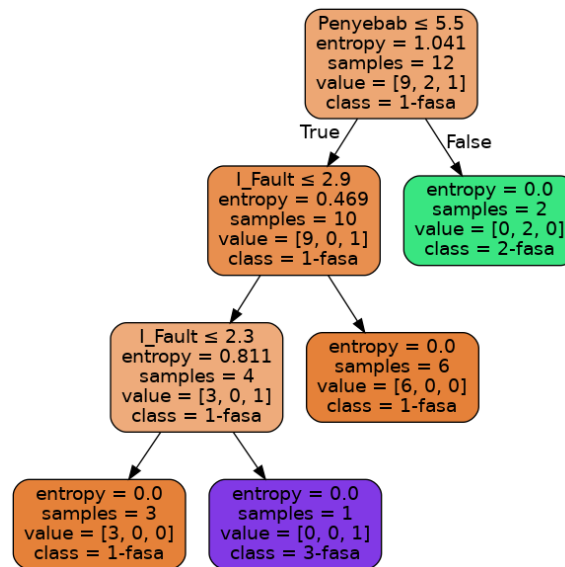 Penyebab ≤ 5.5
entropy = 1.041
samples = 12
value = [9, 2, 1]
class = 1-fasa
True
False
I_Fault ≤ 2.9
entropy = 0.469
samples = 10
value = [9, 0, 1]
class = 1-fasa
entropy = 0.0
samples = 2
value = [0, 2, 0]
class = 2-fasa
I_Fault ≤ 2.3
entropy = 0.811
samples = 4
value = [3, 0, 1]
class = 1-fasa
entropy = 0.0
samples = 6
value = [6, 0, 0]
class = 1-fasa
entropy = 0.0
samples = 3
value = [3, 0, 0]
class = 1-fasa
entropy = 0.0
samples = 1
value = [0, 0, 1]
class = 3-fasa